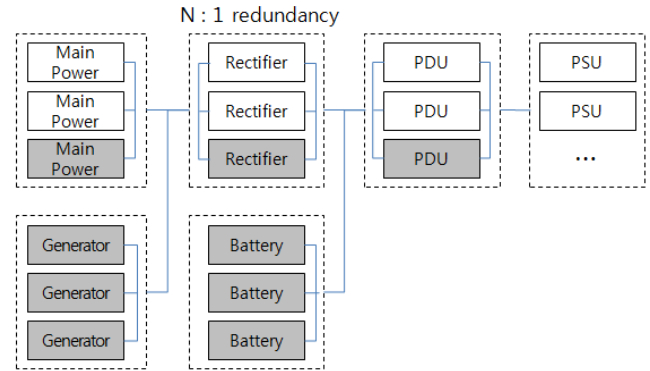 N : 1 redundancy
Main
Power
Main
Power
Main
Power
Rectifier
Rectifier
Rectifier
PDU
PDU
PDU
PSU
PSU
...
Generator
Generator
Generator
Battery
Battery
Battery